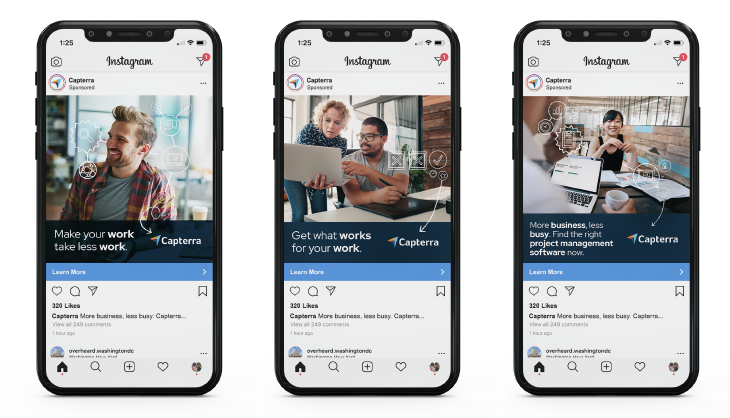 1:25
Instagram
1
Capterra
Sponsored
Make your work
take less work.
Capterra
Learn More
320 Likes
Capterra More business, less busy. Capterra...
View all 249 comments
1 hour ago
overheard.washingtondc
1:25
Instagram
1
Capterra
Sponsored
Get what works
for your work.
Capterra
Learn More
320 Likes
Capterra More business, less busy. Capterra...
View all 249 comments
1 hour ago
overheard.washingtondc
1:25
Instagram
1
Capterra
Sponsored
More business, less
busy. Find the right
project management
software now.
Capterra
Learn More
320 Likes
Capterra More business, less busy. Capterra...
View all 249 comments
1 hour ago
overheard.washingtondc